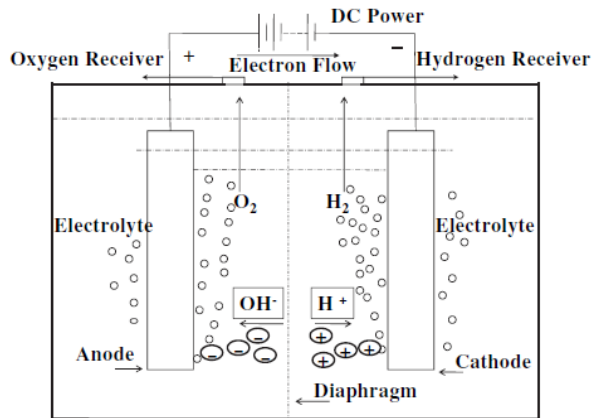 DC Power
Oxygen Receiver + Electron Flow − Hydrogen Receiver
O₂ H₂
Electrolyte Electrolyte
OH⁻ H⁺
− − − − + + + +
Anode Cathode
Diaphragm